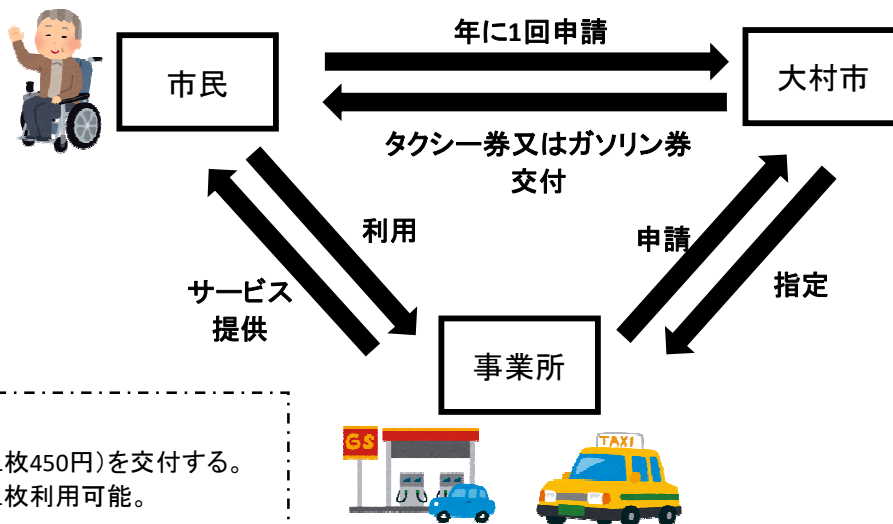 年に1回申請
市民
大村市
タクシー券又はガソリン券
交付
利用
申請
サービス
提供
指定
事業所
枚450円)を交付する。
枚利用可能。
GS
TAXI